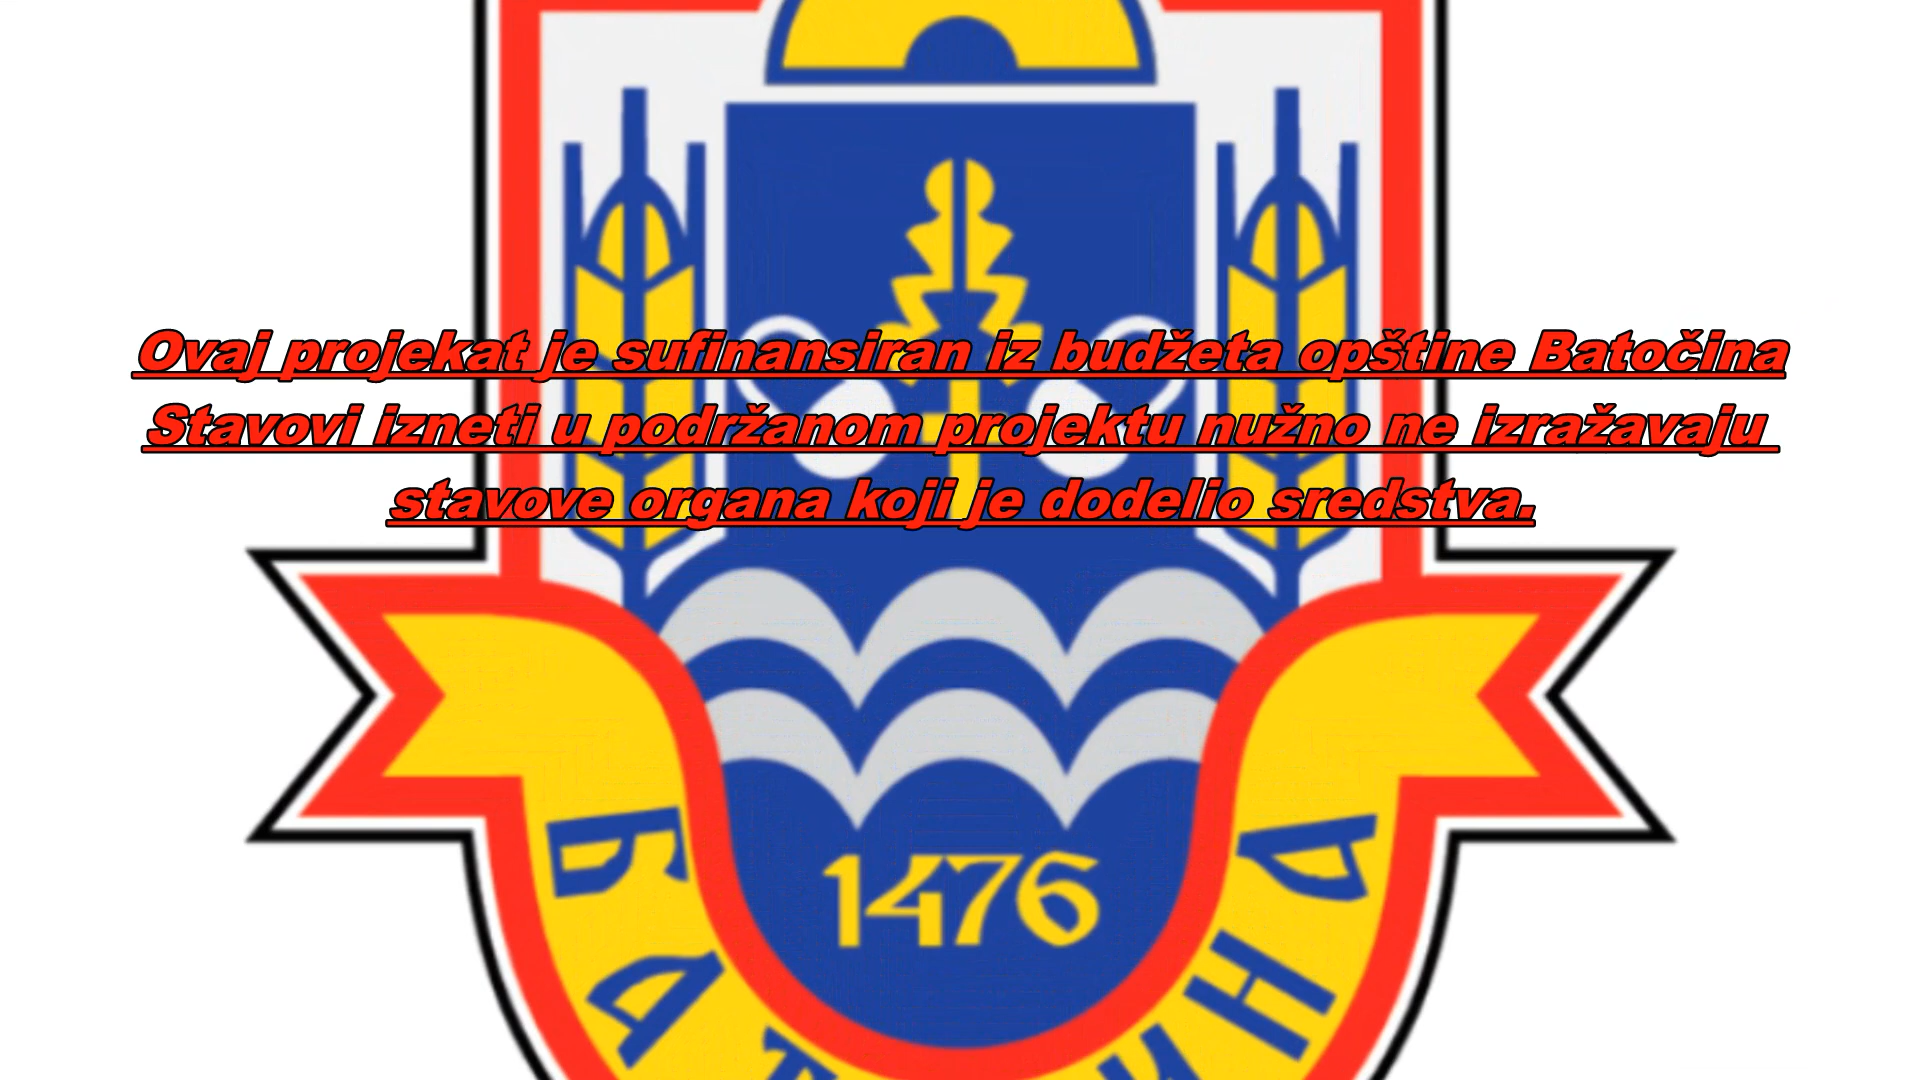 Ovaj projekat je sufinansiran iz budžeta opštine Batočina
Stavovi izneti u podržanom projektu nužno ne izražavaju
stavove organa koji je dodelio sredstva.
1476